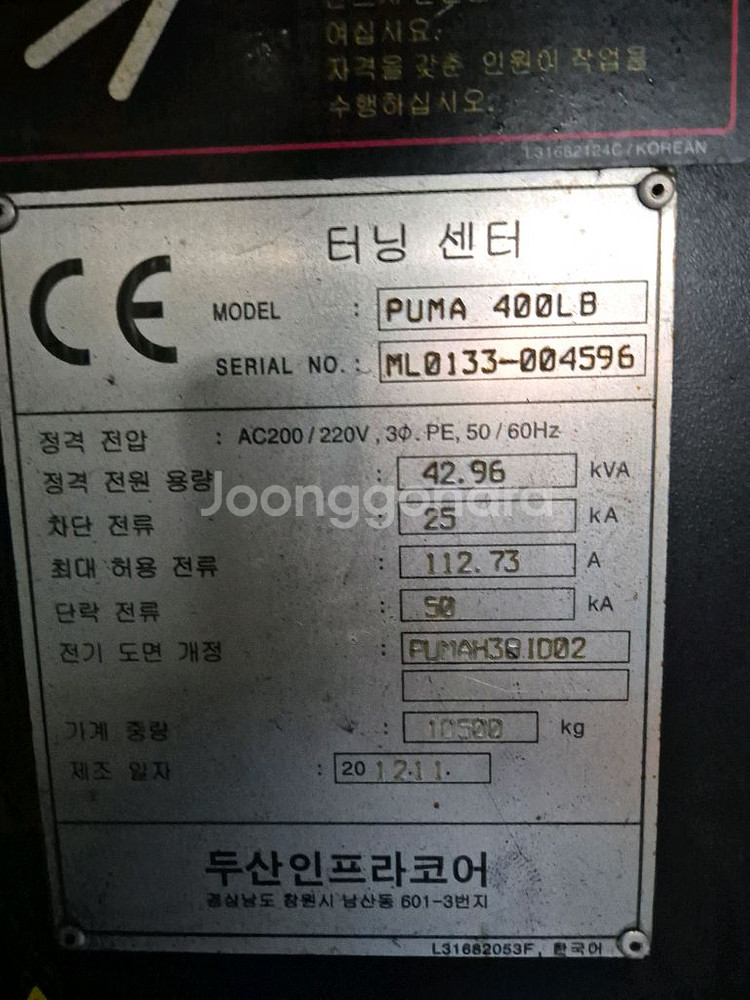 여십시요.
자격을 갖춘 인원이 작업을
수행하십시오.
L31682124C/KOREAN
터닝 센터
CE
MODEL : PUMA 400LB
SERIAL NO. : ML0133-004596
정격 전압 : AC200/220V, 3Φ. PE, 50/60Hz
정격 전원 용량 : 42.96 kVA
Joonggonara
차단 전류 : 25 kA
최대 허용 전류 : 112.73 A
단락 전류 : 50 kA
전기 도면 개정 :
기계 중량 : 10500 kg
제조 일자 : 20 12.11.
두산인프라코어
경상남도 창원시 남산동 601-3번지
L31682053F, 한국어